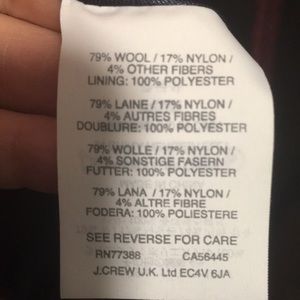 79% WOOL / 17% NYLON /
4% OTHER FIBERS
LINING: 100% POLYESTER
79% LAINE / 17% NYLON /
4% AUTRES FIBRES
DOUBLURE: 100% POLYESTER
79% WOLLE / 17% NYLON /
4% SONSTIGE FASERN
FUTTER: 100% POLYESTER
79% LANA / 17% NYLON /
4% ALTRE FIBRE
FODERA: 100% POLIESTERE
SEE REVERSE FOR CARE
RN77388 CA56445
J.CREW U.K. Ltd EC4V 6JA